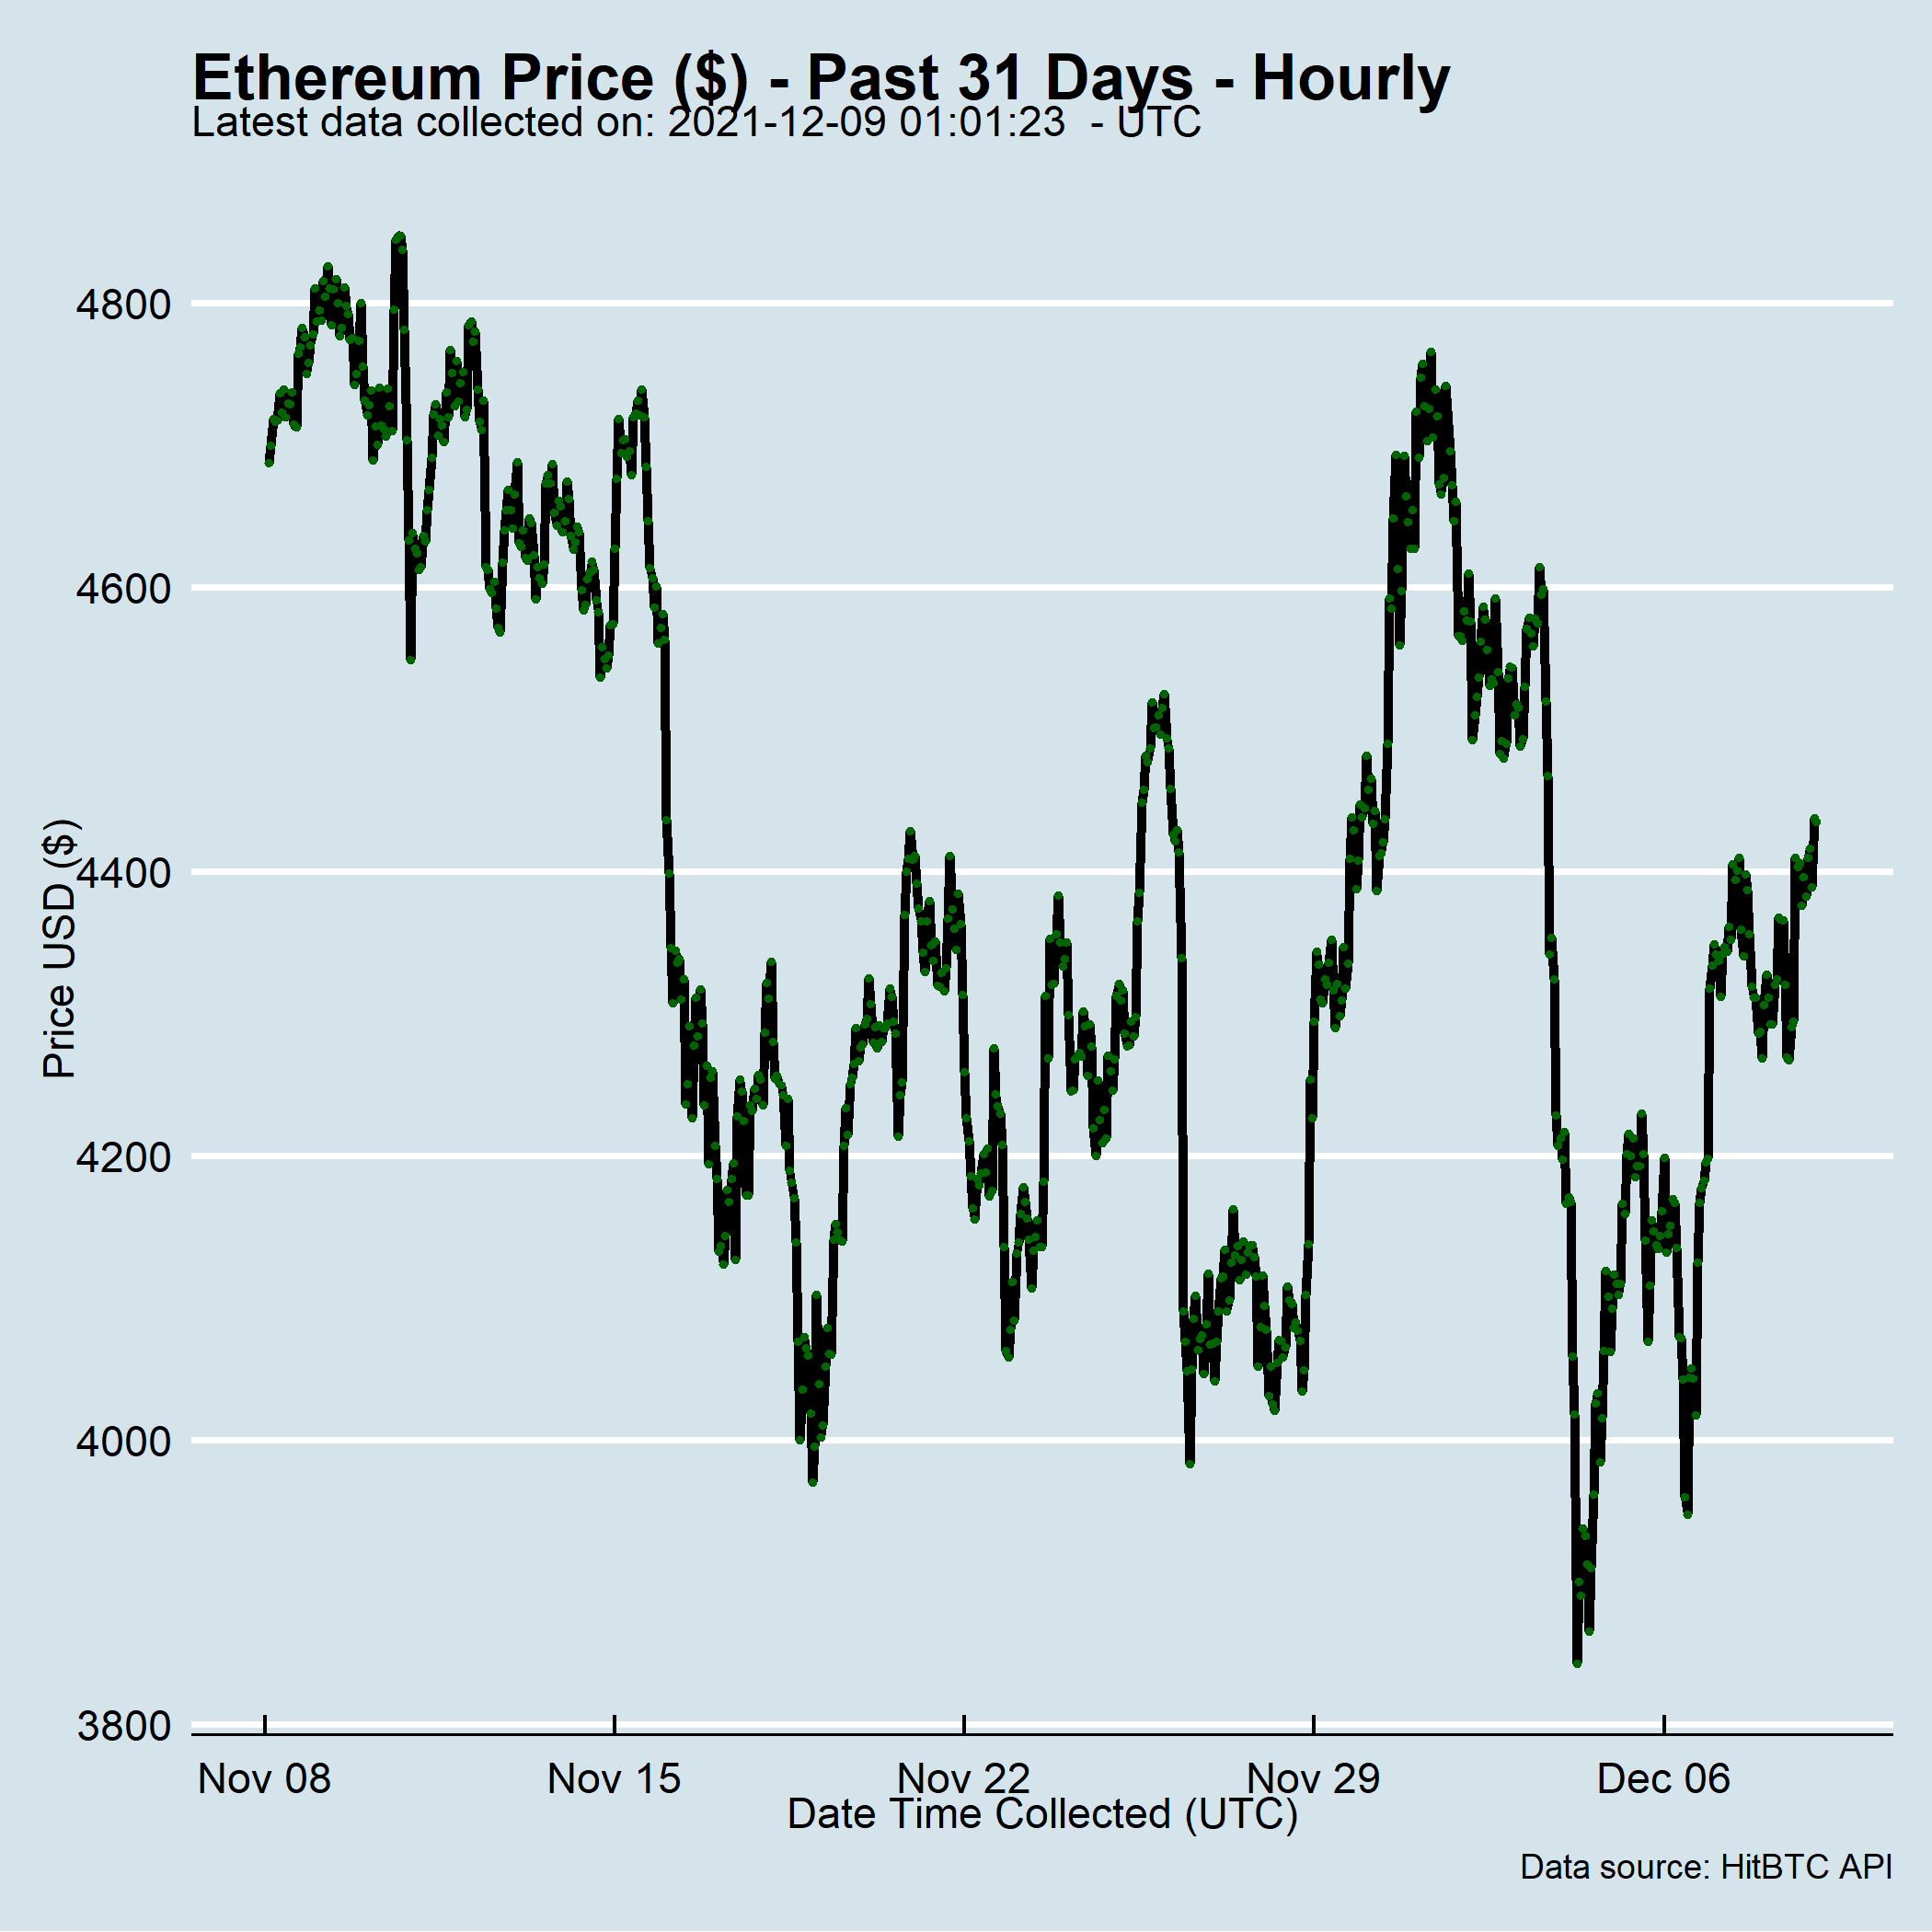 Ethereum Price ($) - Past 31 Days - Hourly
Latest data collected on: 2021-12-09 01:01:23  - UTC
4800
4600
4400
4200
4000
3800
Price USD ($)
Nov 08 Nov 15 Nov 22 Nov 29 Dec 06
Date Time Collected (UTC)
Data source: HitBTC API